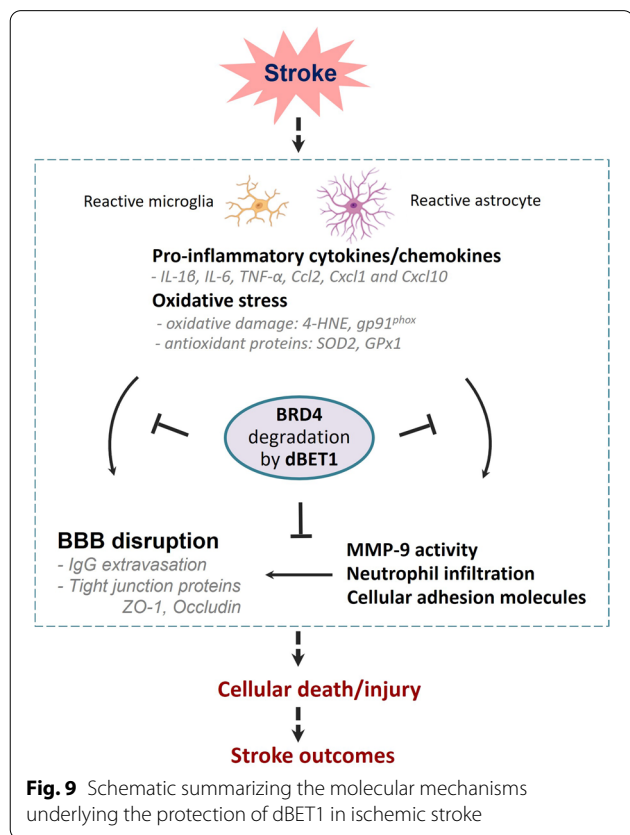 Stroke
Reactive microglia
Reactive astrocyte
Pro-inflammatory cytokines/chemokines
- IL-1β, IL-6, TNF-α, Ccl2, Cxcl1 and Cxcl10
Oxidative stress
- oxidative damage: 4-HNE, gp91phox
- antioxidant proteins: SOD2, GPx1
BRD4
degradation
by dBET1
BBB disruption
- IgG extravasation
- Tight junction proteins
ZO-1, Occludin
MMP-9 activity
Neutrophil infiltration
Cellular adhesion molecules
Cellular death/injury
Stroke outcomes
Fig. 9 Schematic summarizing the molecular mechanisms
underlying the protection of dBET1 in ischemic stroke